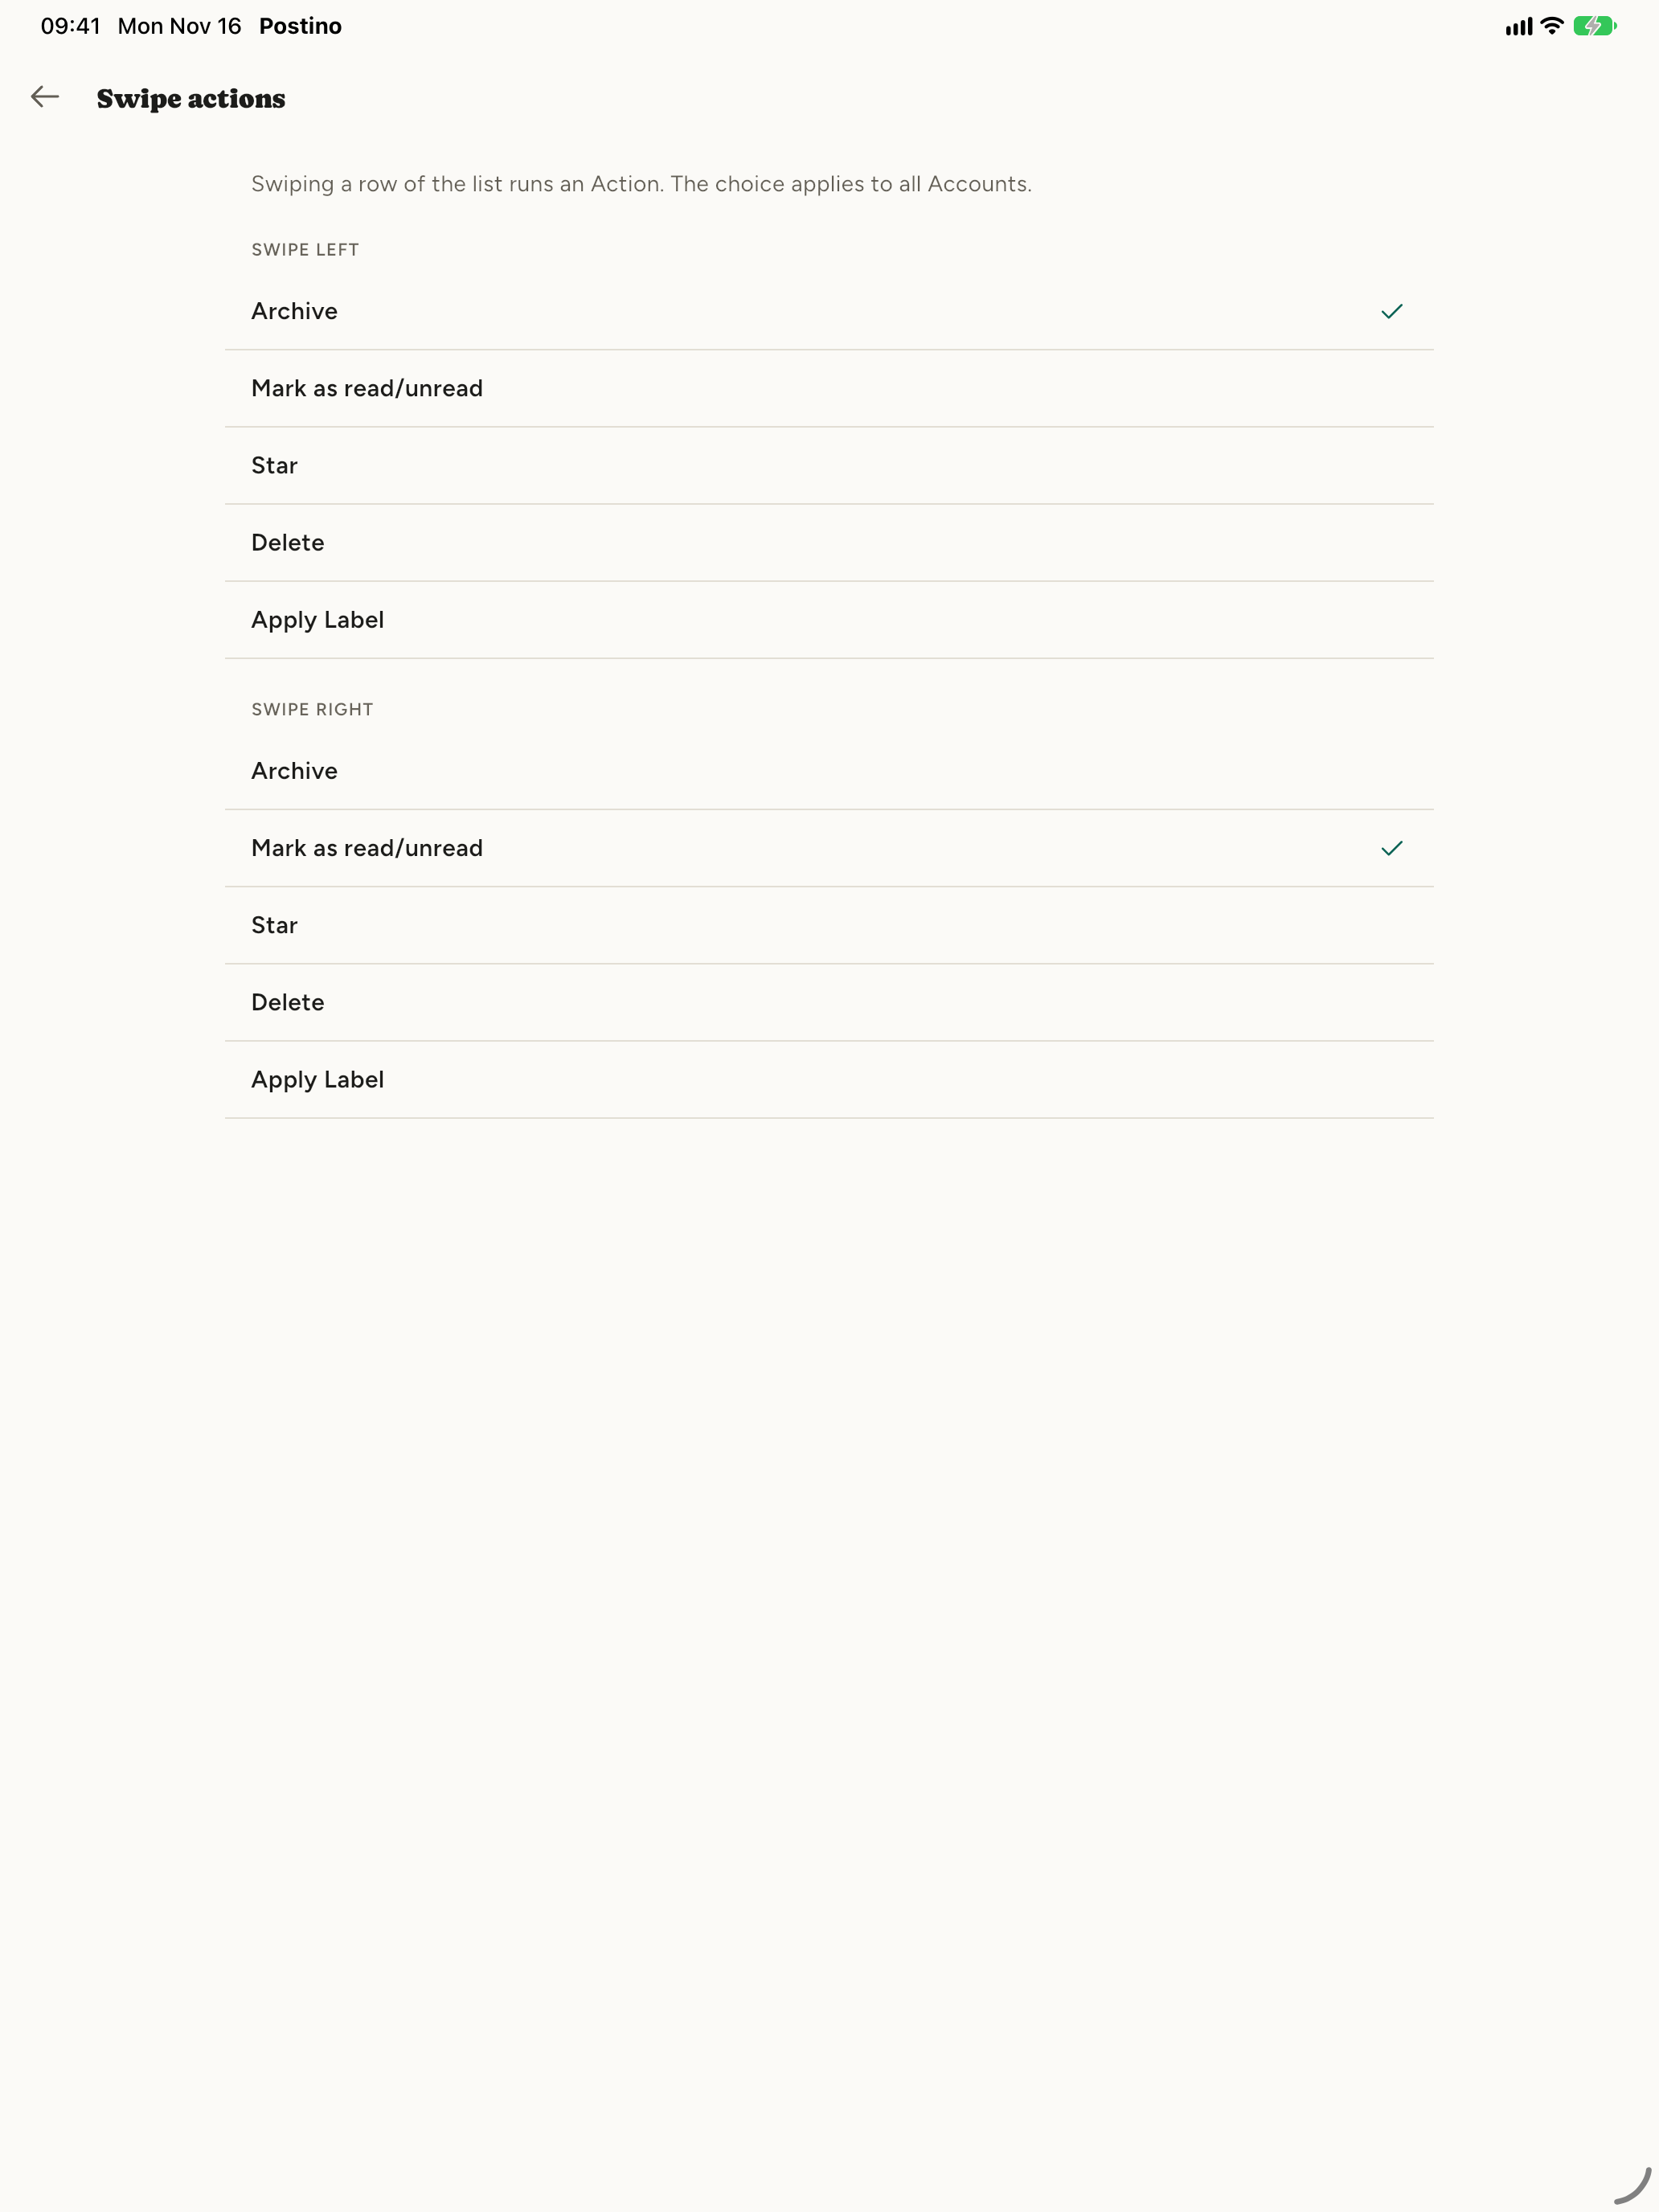 09:41 Mon Nov 16 Postino
Swipe actions
Swiping a row of the list runs an Action. The choice applies to all Accounts.
SWIPE LEFT
Archive
Mark as read/unread
Star
Delete
Apply Label
SWIPE RIGHT
Archive
Mark as read/unread
Star
Delete
Apply Label